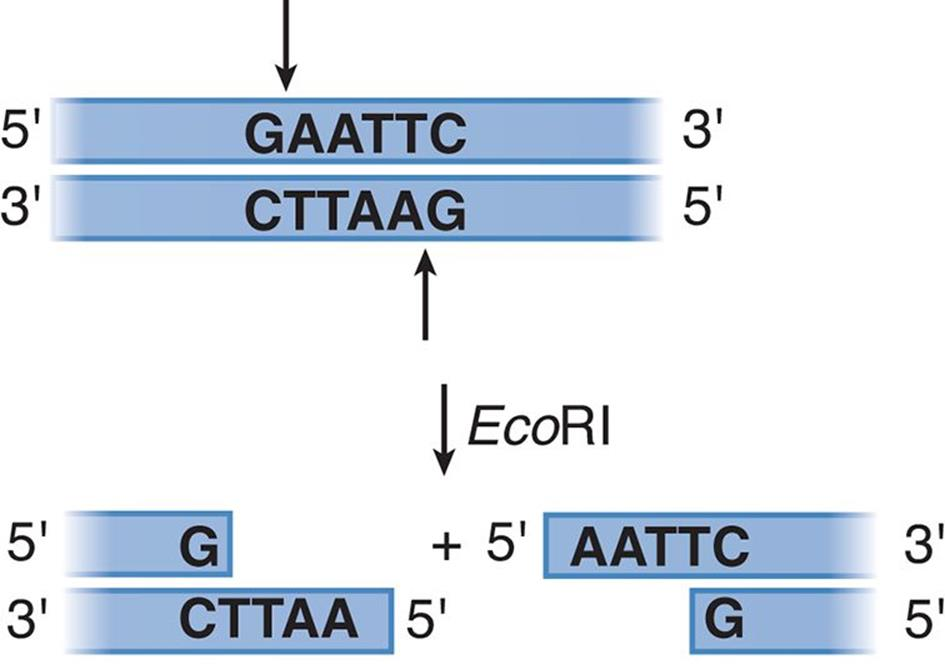 5' GAATTC 3'
3' CTTAAG 5'
EcoRI
5' G + 5' AATTC 3'
3' CTTAA 5' G 5'